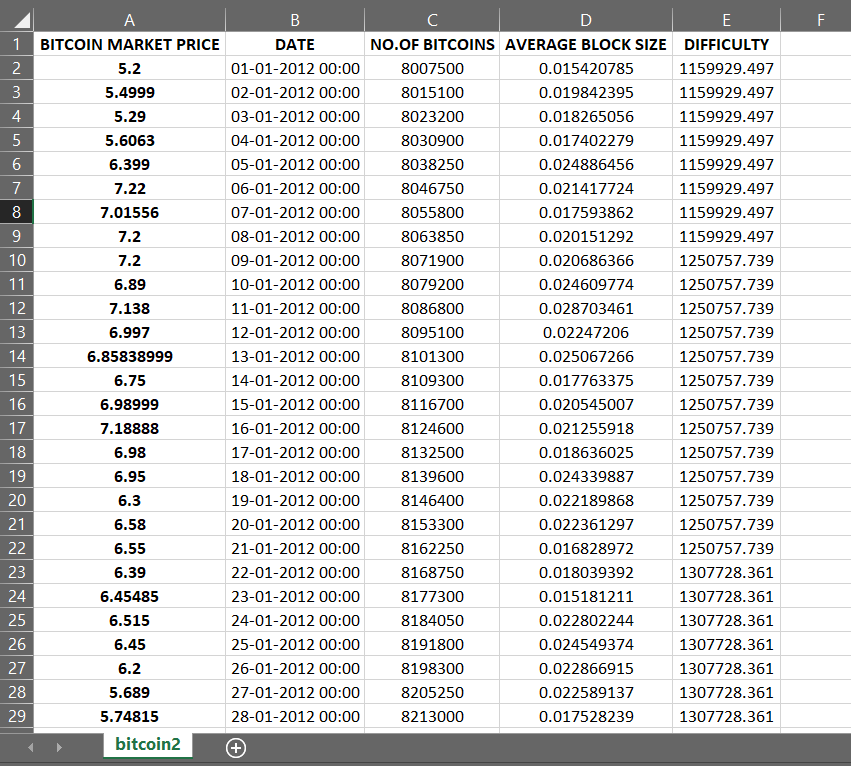 A B C D E F
1 BITCOIN MARKET PRICE DATE NO.OF BITCOINS AVERAGE BLOCK SIZE DIFFICULTY
2 5.2 01-01-2012 00:00 8007500 0.015420785 1159929.497
3 5.4999 02-01-2012 00:00 8015100 0.019842395 1159929.497
4 5.29 03-01-2012 00:00 8023200 0.018265056 1159929.497
5 5.6063 04-01-2012 00:00 8030900 0.017402279 1159929.497
6 6.399 05-01-2012 00:00 8038250 0.024886456 1159929.497
7 7.22 06-01-2012 00:00 8046750 0.021417724 1159929.497
8 7.01556 07-01-2012 00:00 8055800 0.017593862 1159929.497
9 7.2 08-01-2012 00:00 8063850 0.020151292 1159929.497
10 7.2 09-01-2012 00:00 8071900 0.020686366 1250757.739
11 6.89 10-01-2012 00:00 8079200 0.024609774 1250757.739
12 7.138 11-01-2012 00:00 8086800 0.028703461 1250757.739
13 6.997 12-01-2012 00:00 8095100 0.02247206 1250757.739
14 6.85838999 13-01-2012 00:00 8101300 0.025067266 1250757.739
15 6.75 14-01-2012 00:00 8109300 0.017763375 1250757.739
16 6.98999 15-01-2012 00:00 8116700 0.020545007 1250757.739
17 7.18888 16-01-2012 00:00 8124600 0.021255918 1250757.739
18 6.98 17-01-2012 00:00 8132500 0.018636025 1250757.739
19 6.95 18-01-2012 00:00 8139600 0.024339887 1250757.739
20 6.3 19-01-2012 00:00 8146400 0.022189868 1250757.739
21 6.58 20-01-2012 00:00 8153300 0.022361297 1250757.739
22 6.55 21-01-2012 00:00 8162250 0.016828972 1250757.739
23 6.39 22-01-2012 00:00 8168750 0.018039392 1307728.361
24 6.45485 23-01-2012 00:00 8177300 0.015181211 1307728.361
25 6.515 24-01-2012 00:00 8184050 0.022802244 1307728.361
26 6.45 25-01-2012 00:00 8191800 0.024549374 1307728.361
27 6.2 26-01-2012 00:00 8198300 0.022866915 1307728.361
28 5.689 27-01-2012 00:00 8205250 0.022589137 1307728.361
29 5.74815 28-01-2012 00:00 8213000 0.017528239 1307728.361
bitcoin2